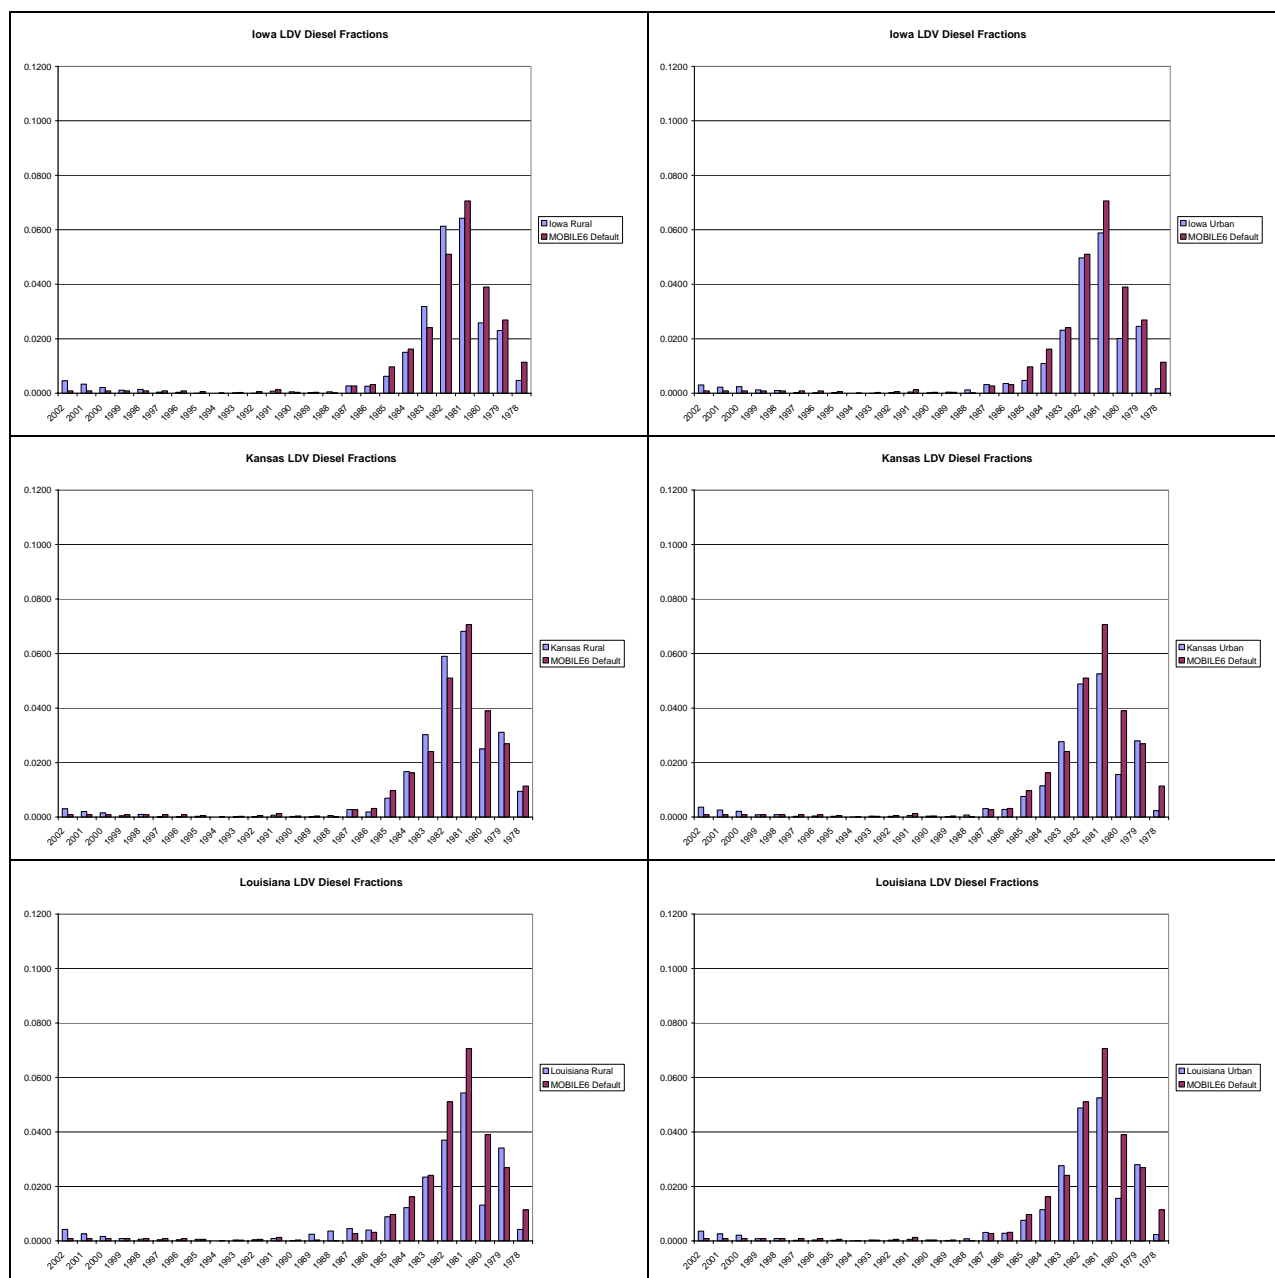 Iowa LDV Diesel Fractions
0.1200
0.1000
0.0800
0.0600
0.0400
0.0200
0.0000
2002 2001 2000 1999 1998 1997 1996 1995 1994 1993 1992 1991 1990 1989 1988 1987 1986 1985 1984 1983 1982 1981 1980 1979 1978
Iowa Rural
MOBILE6 Default
Iowa LDV Diesel Fractions
0.1200
0.1000
0.0800
0.0600
0.0400
0.0200
0.0000
2002 2001 2000 1999 1998 1997 1996 1995 1994 1993 1992 1991 1990 1989 1988 1987 1986 1985 1984 1983 1982 1981 1980 1979 1978
Iowa Urban
MOBILE6 Default
Kansas LDV Diesel Fractions
0.1200
0.1000
0.0800
0.0600
0.0400
0.0200
0.0000
2002 2001 2000 1999 1998 1997 1996 1995 1994 1993 1992 1991 1990 1989 1988 1987 1986 1985 1984 1983 1982 1981 1980 1979 1978
Kansas Rural
MOBILE6 Default
Kansas LDV Diesel Fractions
0.1200
0.1000
0.0800
0.0600
0.0400
0.0200
0.0000
2002 2001 2000 1999 1998 1997 1996 1995 1994 1993 1992 1991 1990 1989 1988 1987 1986 1985 1984 1983 1982 1981 1980 1979 1978
Kansas Urban
MOBILE6 Default
Louisiana LDV Diesel Fractions
0.1200
0.1000
0.0800
0.0600
0.0400
0.0200
0.0000
2002 2001 2000 1999 1998 1997 1996 1995 1994 1993 1992 1991 1990 1989 1988 1987 1986 1985 1984 1983 1982 1981 1980 1979 1978
Louisiana Rural
MOBILE6 Default
Louisiana LDV Diesel Fractions
0.1200
0.1000
0.0800
0.0600
0.0400
0.0200
0.0000
2002 2001 2000 1999 1998 1997 1996 1995 1994 1993 1992 1991 1990 1989 1988 1987 1986 1985 1984 1983 1982 1981 1980 1979 1978
Louisiana Urban
MOBILE6 Default